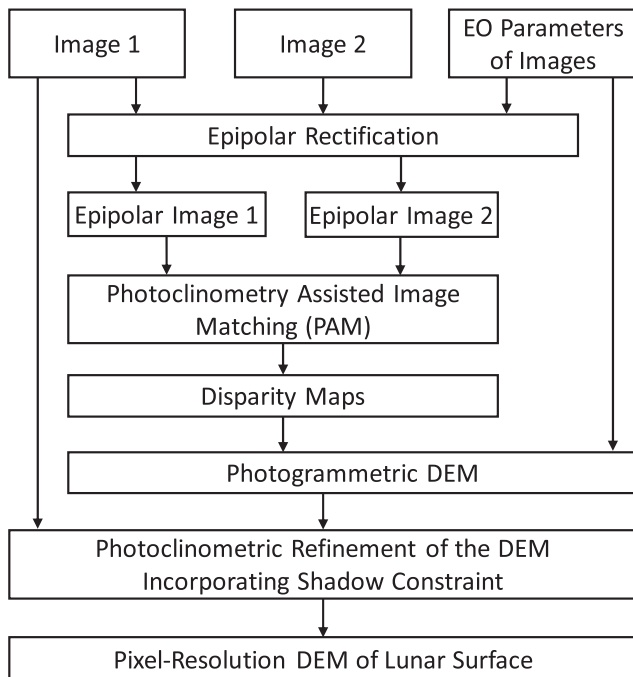 Image 1
Image 2
EO Parameters
of Images
Epipolar Rectification
Epipolar Image 1
Epipolar Image 2
Photoclinometry Assisted Image
Matching (PAM)
Disparity Maps
Photogrammetric DEM
Photoclinometric Refinement of the DEM
Incorporating Shadow Constraint
Pixel-Resolution DEM of Lunar Surface